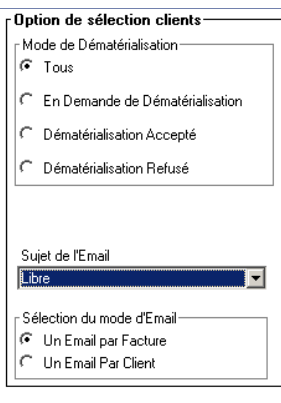 Option de sélection clients
Mode de Dématérialisation
Tous
En Demande de Dématérialisation
Dématérialisation Accepté
Dématérialisation Refusé
Sujet de l'Email
Libre
Sélection du mode d'Email
Un Email par Facture
Un Email Par Client